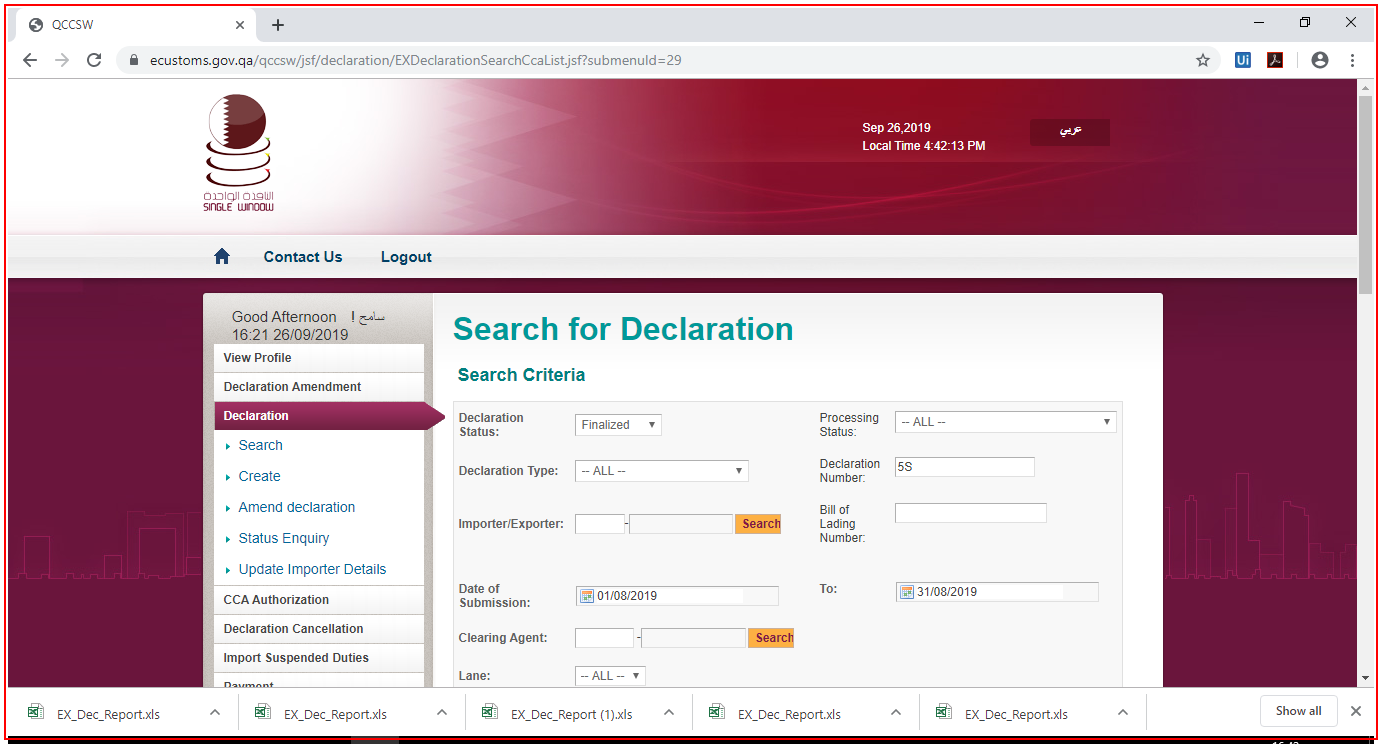 QCCSW
ecustoms.gov.qa/qccsw/jsf/declaration/EXDeclarationSearchCcaList.jsf?submenuId=29
Ui
Sep 26,2019
Local Time 4:42:13 PM
عربي
النافذة الواحدة
SINGLE WINDOW
Contact Us
Logout
Good Afternoon ! سامح
16:21 26/09/2019
View Profile
Declaration Amendment
Declaration
Search
Create
Amend declaration
Status Enquiry
Update Importer Details
CCA Authorization
Declaration Cancellation
Import Suspended Duties
Payment
Search for Declaration
Search Criteria
Declaration Status:
Finalized
Processing Status:
-- ALL --
Declaration Type:
-- ALL --
Declaration Number:
5S
Importer/Exporter:
-
Search
Bill of Lading Number:
Date of Submission:
01/08/2019
To:
31/08/2019
Clearing Agent:
-
Search
Lane:
-- ALL --
EX_Dec_Report.xls
EX_Dec_Report.xls
EX_Dec_Report (1).xls
EX_Dec_Report.xls
EX_Dec_Report.xls
Show all